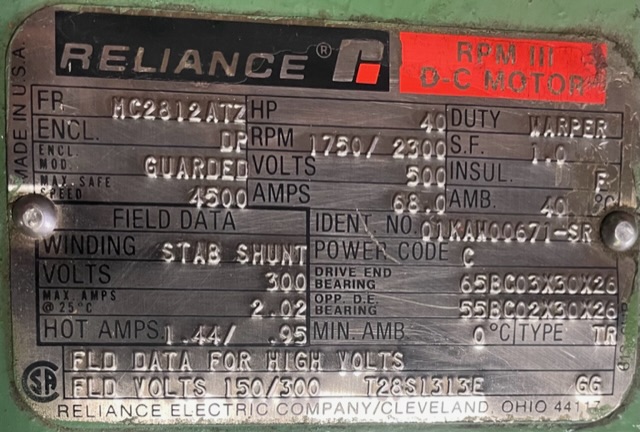 RELIANCE ® RPM III
D-C MOTOR
MADE IN U.S.A.
FR MC2812ATZ HP 40 DUTY WARPER
ENCL. DP RPM 1750/ 2300 S.F. 1.0
ENCL MOD. GUARDED VOLTS 500 INSUL. F
MAX. SAFE SPEED 4500 AMPS 68.0 AMB. 40 °C
FIELD DATA IDENT. NO. 01KAW00671-SR
WINDING STAB SHUNT POWER CODE C
VOLTS 300 DRIVE END BEARING 65BC03X30X26
MAX. AMPS @ 25°C 2.02 OPP. D.E. BEARING 55BC02X30X26
HOT AMPS 1.44/ .95 MIN. AMB. 0°C TYPE TR
FLD DATA FOR HIGH VOLTS
FLD VOLTS 150/300 T28S1313E GG
RELIANCE ELECTRIC COMPANY/CLEVELAND, OHIO 44117